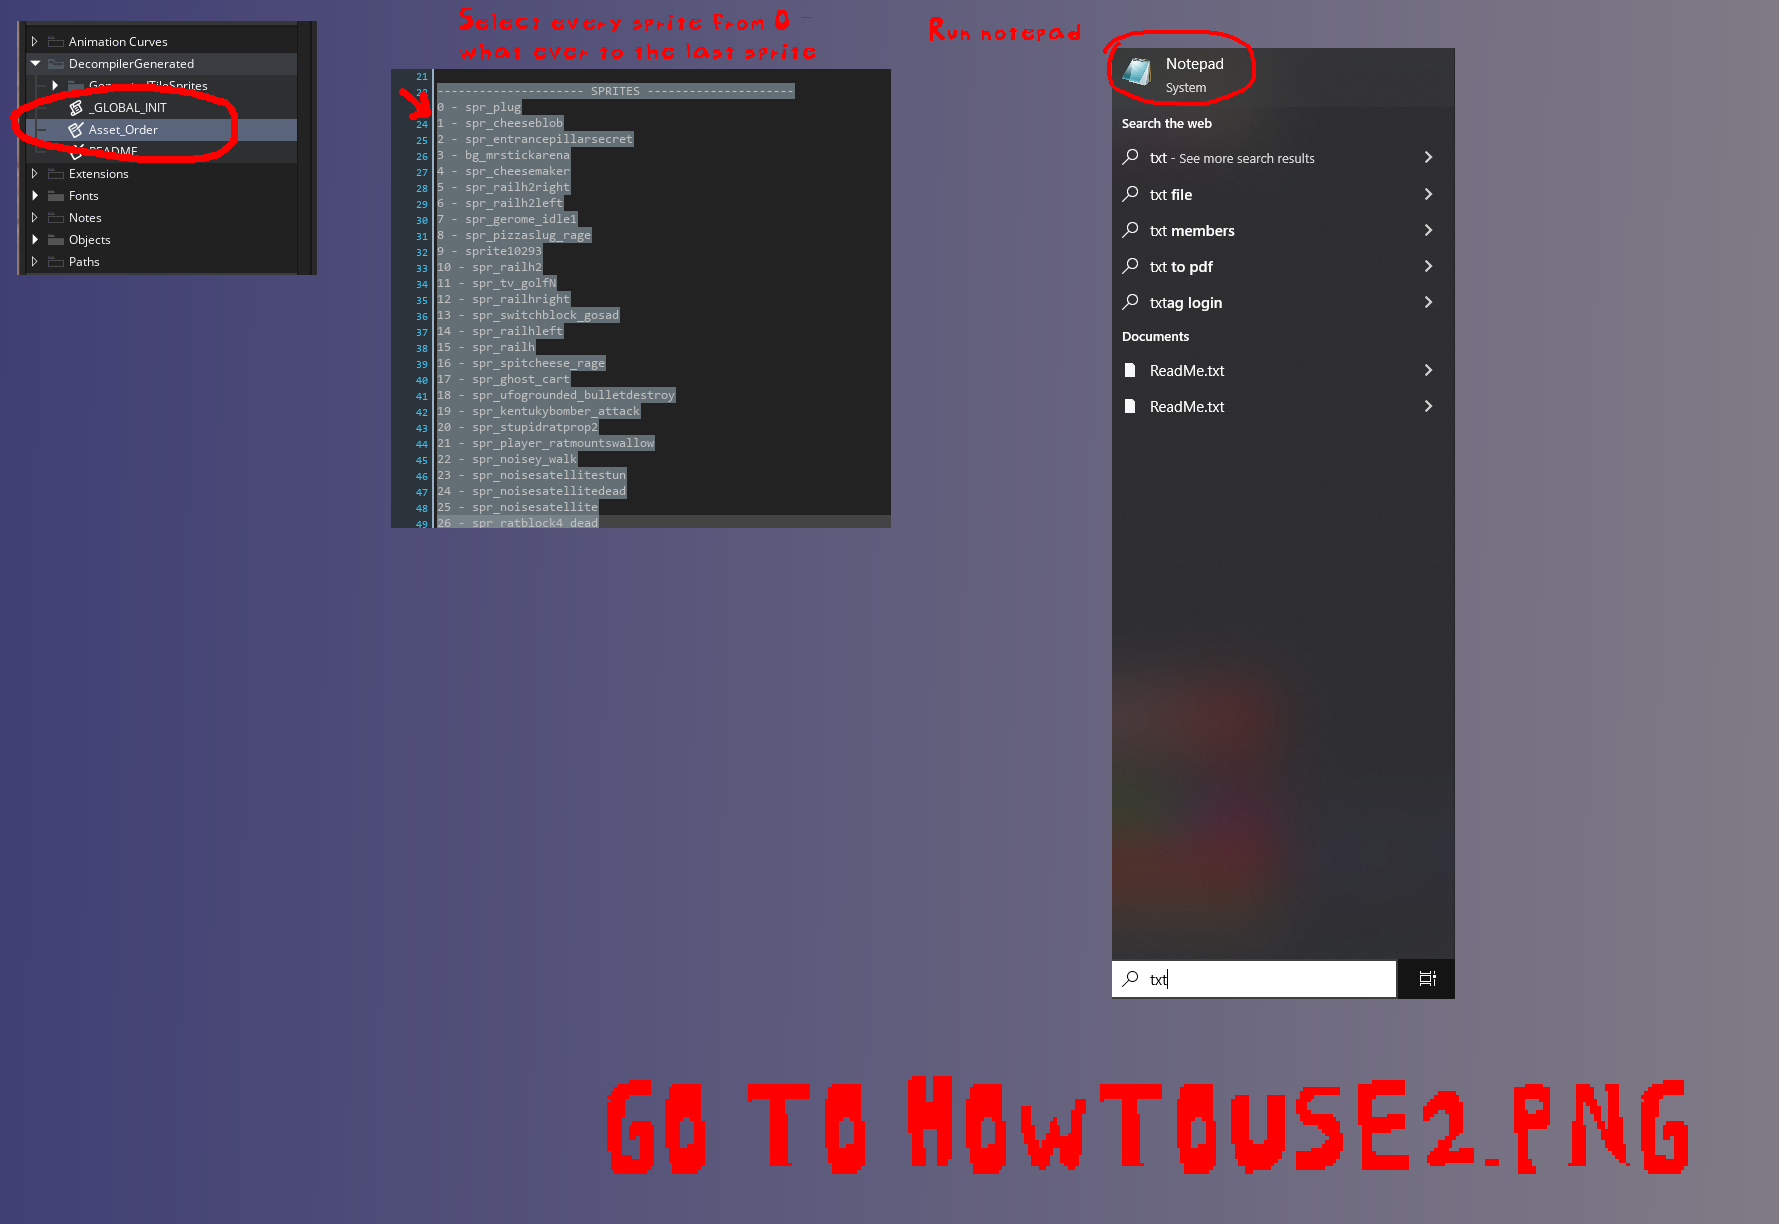 Animation Curves
DecompilerGenerated
GeneratedTileSprites
_GLOBAL_INIT
Asset_Order
README
Extensions
Fonts
Notes
Objects
Paths
Select every sprite from 0 -
what ever to the last sprite
21
22 --------------------- SPRITES ---------------------
0 - spr_plug
24 1 - spr_cheeseblob
25 2 - spr_entrancepillarsecret
26 3 - bg_mrstickarena
27 4 - spr_cheesemaker
28 5 - spr_railh2right
29 6 - spr_railh2left
30 7 - spr_gerome_idle1
31 8 - spr_pizzaslug_rage
32 9 - sprite10293
33 10 - spr_railh2
34 11 - spr_tv_golfN
35 12 - spr_railhright
36 13 - spr_switchblock_gosad
37 14 - spr_railhleft
38 15 - spr_railh
39 16 - spr_spitcheese_rage
40 17 - spr_ghost_cart
41 18 - spr_ufogrounded_bulletdestroy
42 19 - spr_kentukybomber_attack
43 20 - spr_stupidratprop2
44 21 - spr_player_ratmountswallow
45 22 - spr_noisey_walk
46 23 - spr_noisesatellitestun
47 24 - spr_noisesatellitedead
48 25 - spr_noisesatellite
49 26 - spr_ratblock4_dead
Run notepad
Notepad
System
Search the web
txt - See more search results
txt file
txt members
txt to pdf
txtag login
Documents
ReadMe.txt
ReadMe.txt
txt
GO TO HOWTOUSE2.PNG